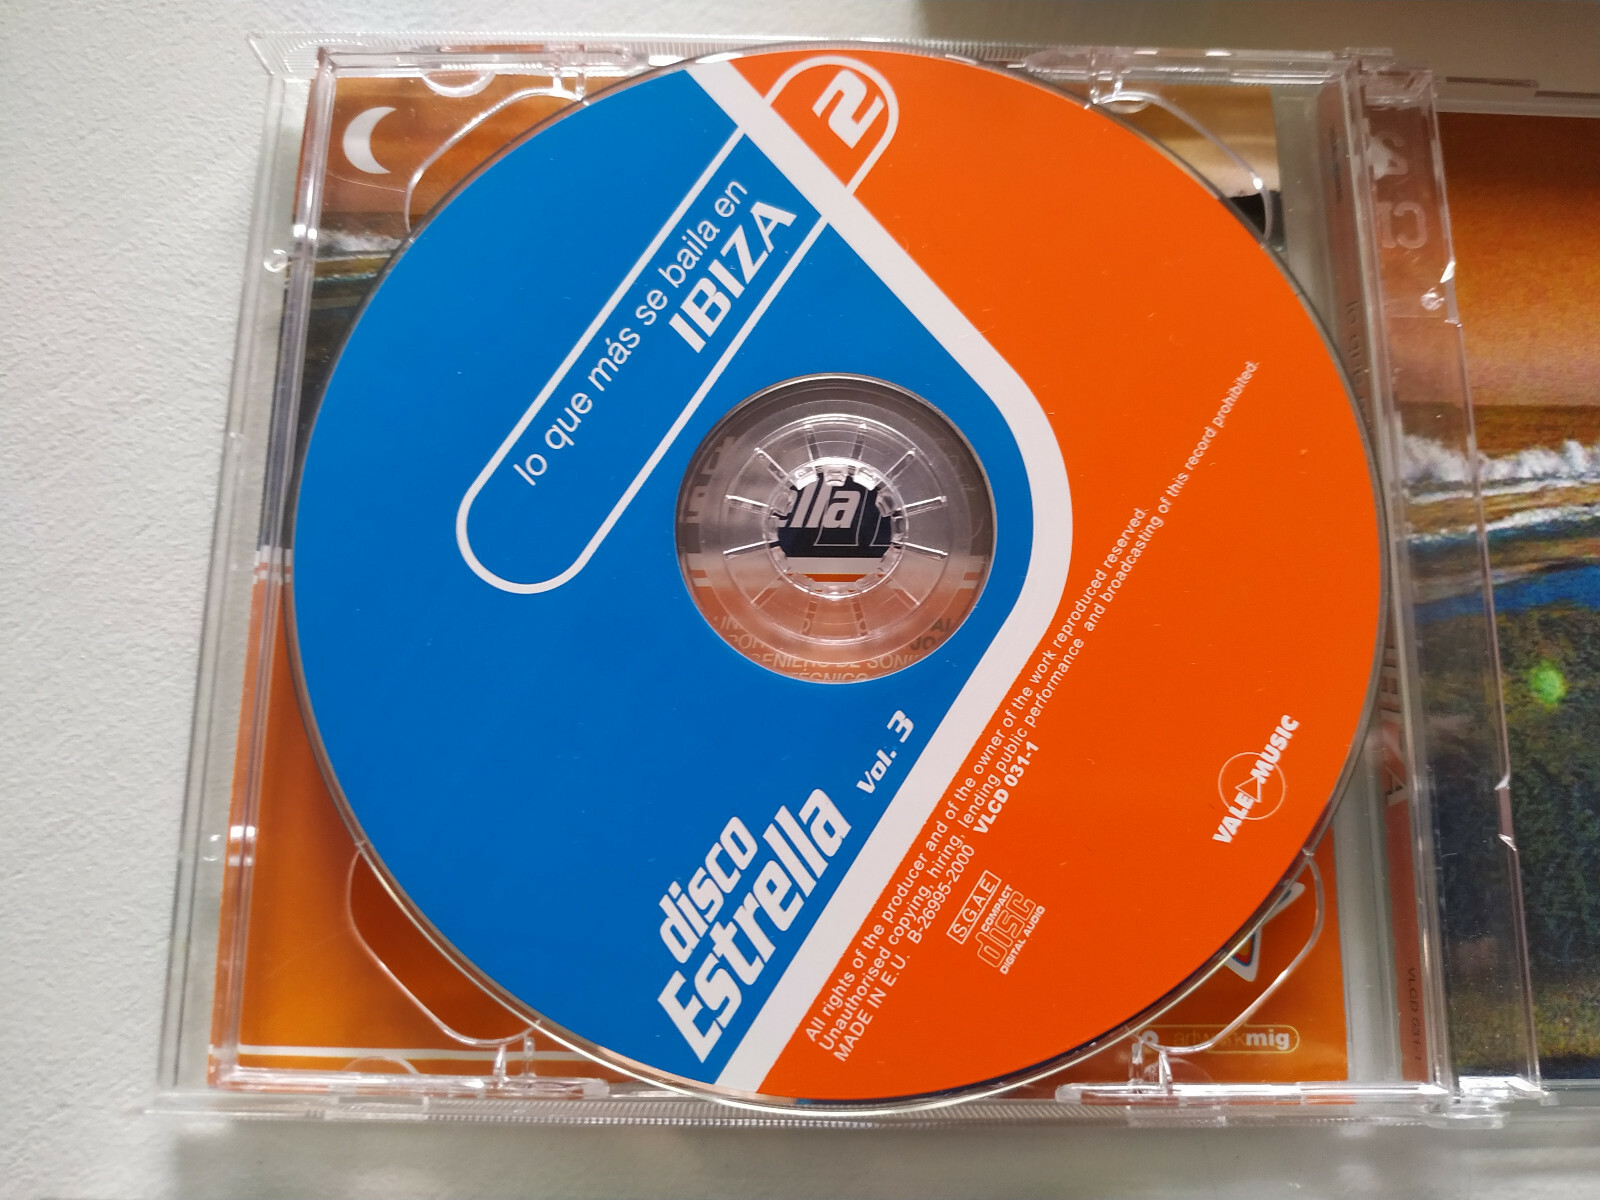 2
lo que más se baila en
IBIZA
disco
Estrella
Vol. 3
All rights of the producer and of the owner of the work reproduced reserved.
Unauthorised copying, hiring, lending public performance and broadcasting of this record prohibited.
MADE IN E.U. B-26995-2000 VLCD 031-1
S.G.A.E
COMPACT
disc
DIGITAL AUDIO
VALE MUSIC
ella
artworkmig